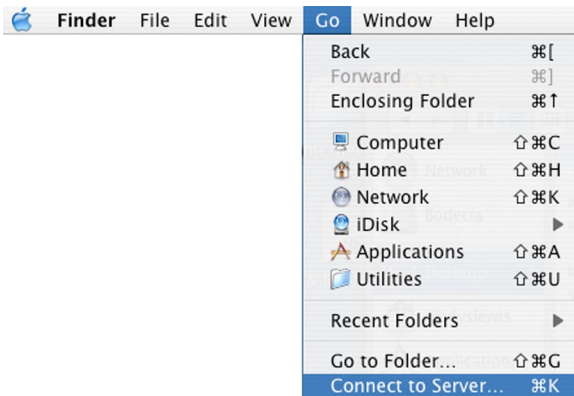 Finder File Edit View Go Window Help
Back ⌘[
Forward ⌘]
Enclosing Folder ⌘↑
Computer ⇧⌘C
Home ⇧⌘H
Network ⇧⌘K
iDisk ▶
Applications ⇧⌘A
Utilities ⇧⌘U
Recent Folders ▶
Go to Folder... ⇧⌘G
Connect to Server... ⌘K